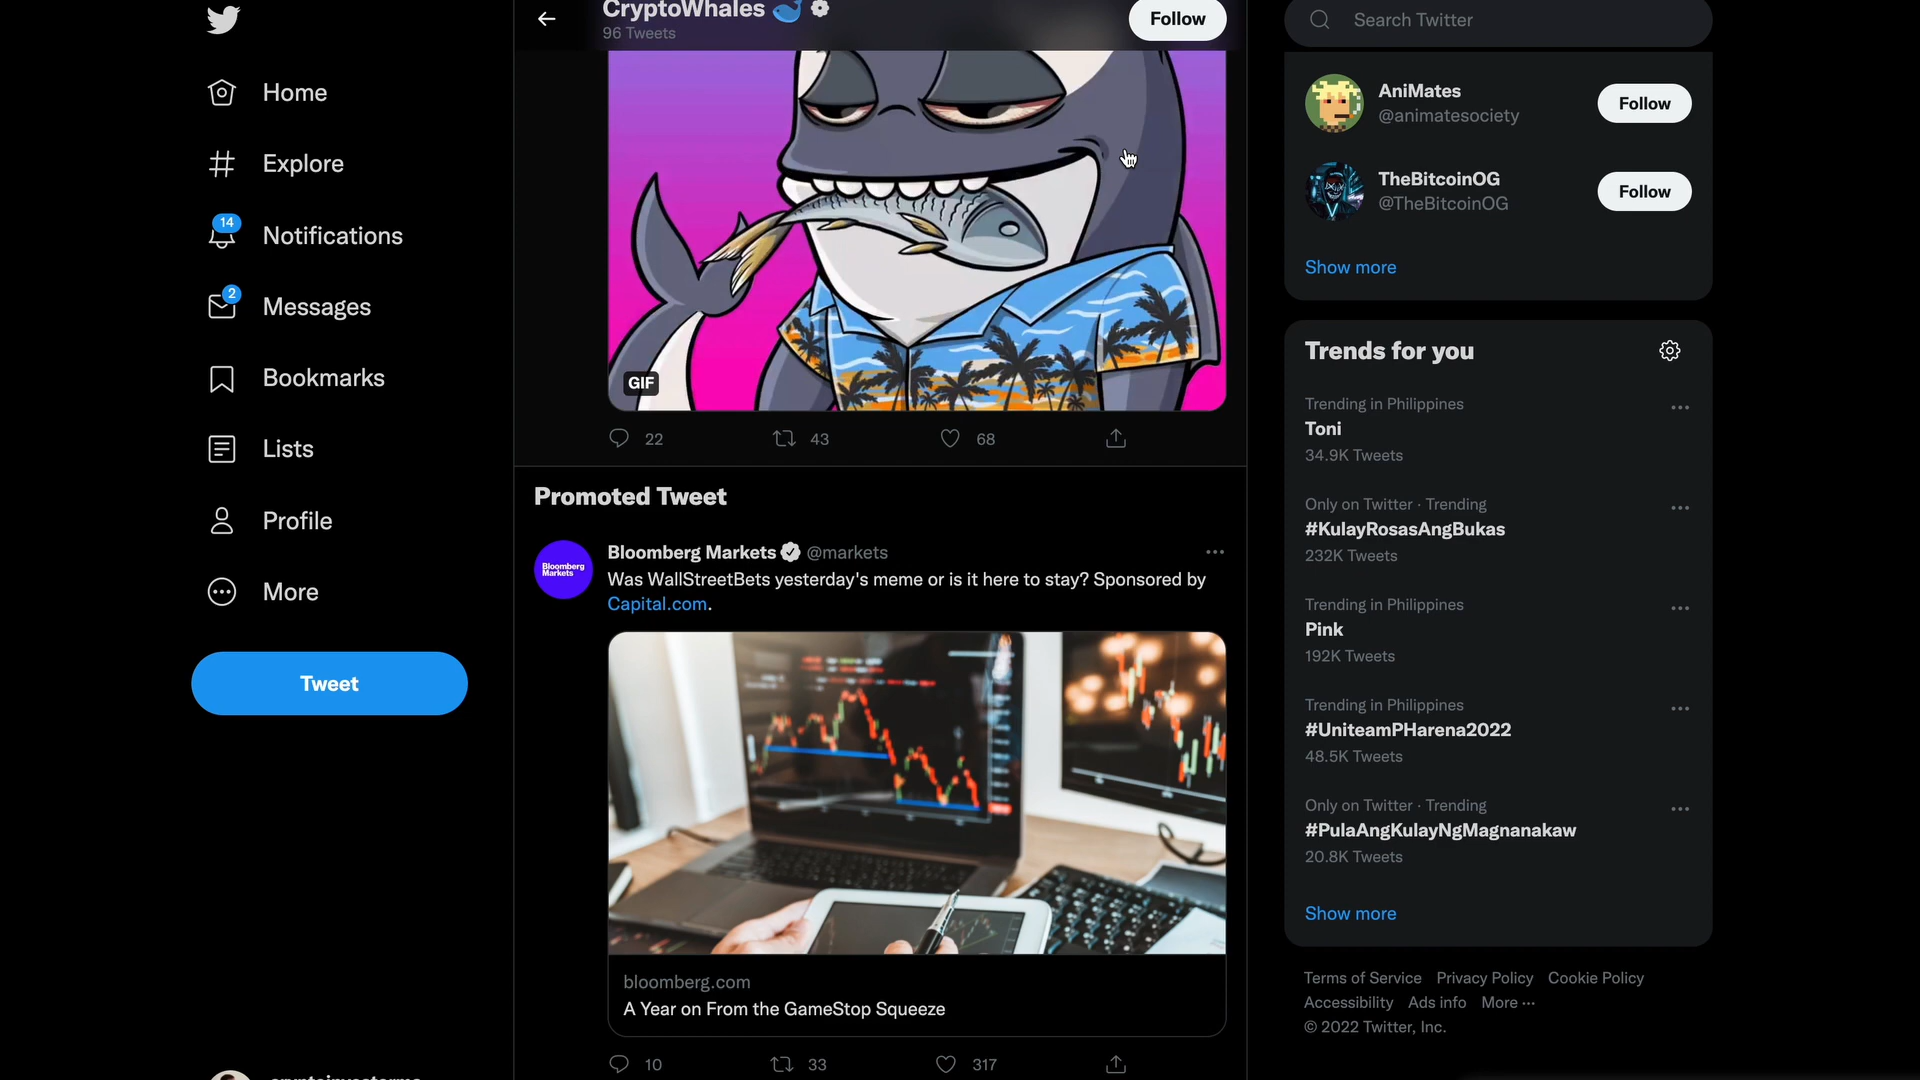 Home
Explore
14
Notifications
2
Messages
Bookmarks
Lists
Profile
More
Tweet
CryptoWhales
96 Tweets
Follow
GIF
22
43
68
Promoted Tweet
Bloomberg Markets @markets
Bloomberg
Markets
Was WallStreetBets yesterday's meme or is it here to stay? Sponsored by
Capital.com.
bloomberg.com
A Year on From the GameStop Squeeze
10
33
317
Search Twitter
AniMates
@animatesociety
Follow
TheBitcoinOG
@TheBitcoinOG
Follow
Show more
Trends for you
Trending in Philippines
Toni
34.9K Tweets
Only on Twitter · Trending
#KulayRosasAngBukas
232K Tweets
Trending in Philippines
Pink
192K Tweets
Trending in Philippines
#UniteamPHarena2022
48.5K Tweets
Only on Twitter · Trending
#PulaAngKulayNgMagnanakaw
20.8K Tweets
Show more
Terms of Service Privacy Policy Cookie Policy
Accessibility Ads info More ···
© 2022 Twitter, Inc.